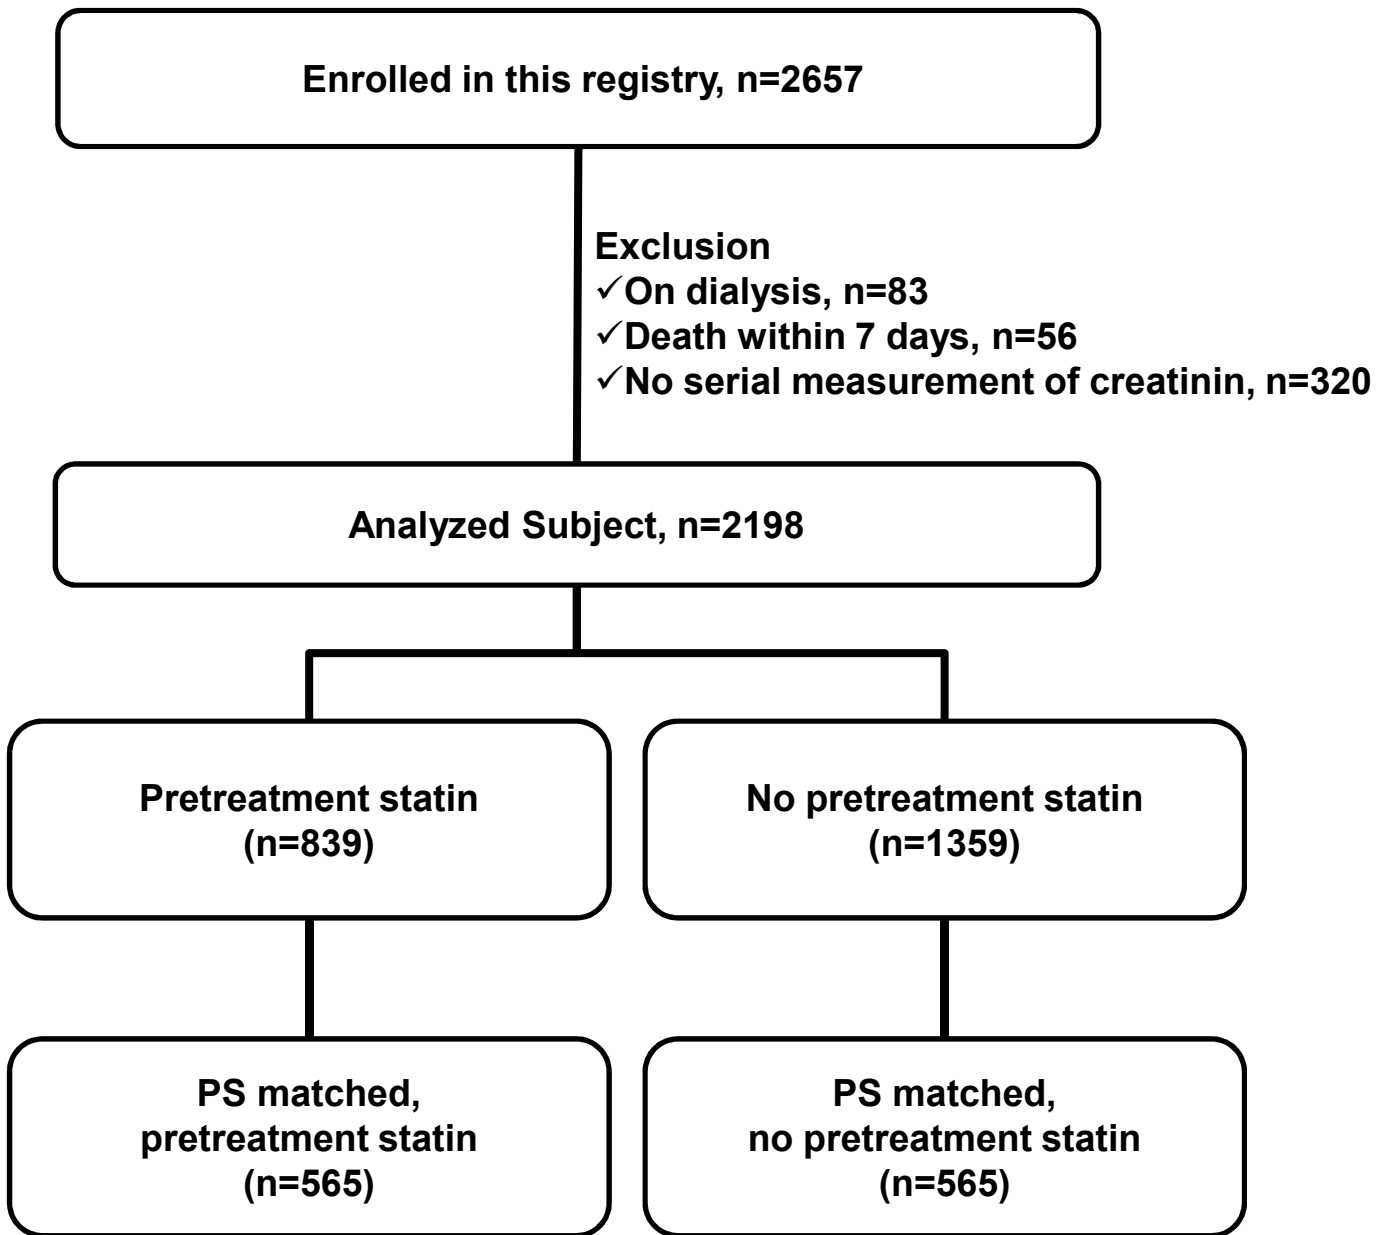 Enrolled in this registry, n=2657
Exclusion
✓On dialysis, n=83
✓Death within 7 days, n=56
✓No serial measurement of creatinin, n=320
Analyzed Subject, n=2198
Pretreatment statin
(n=839)
No pretreatment statin
(n=1359)
PS matched,
pretreatment statin
(n=565)
PS matched,
no pretreatment statin
(n=565)